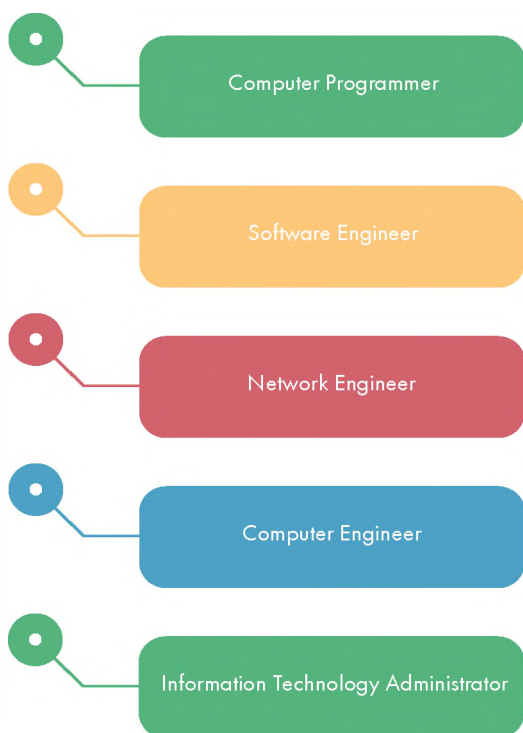 Computer Programmer
Software Engineer
Network Engineer
Computer Engineer
Information Technology Administrator